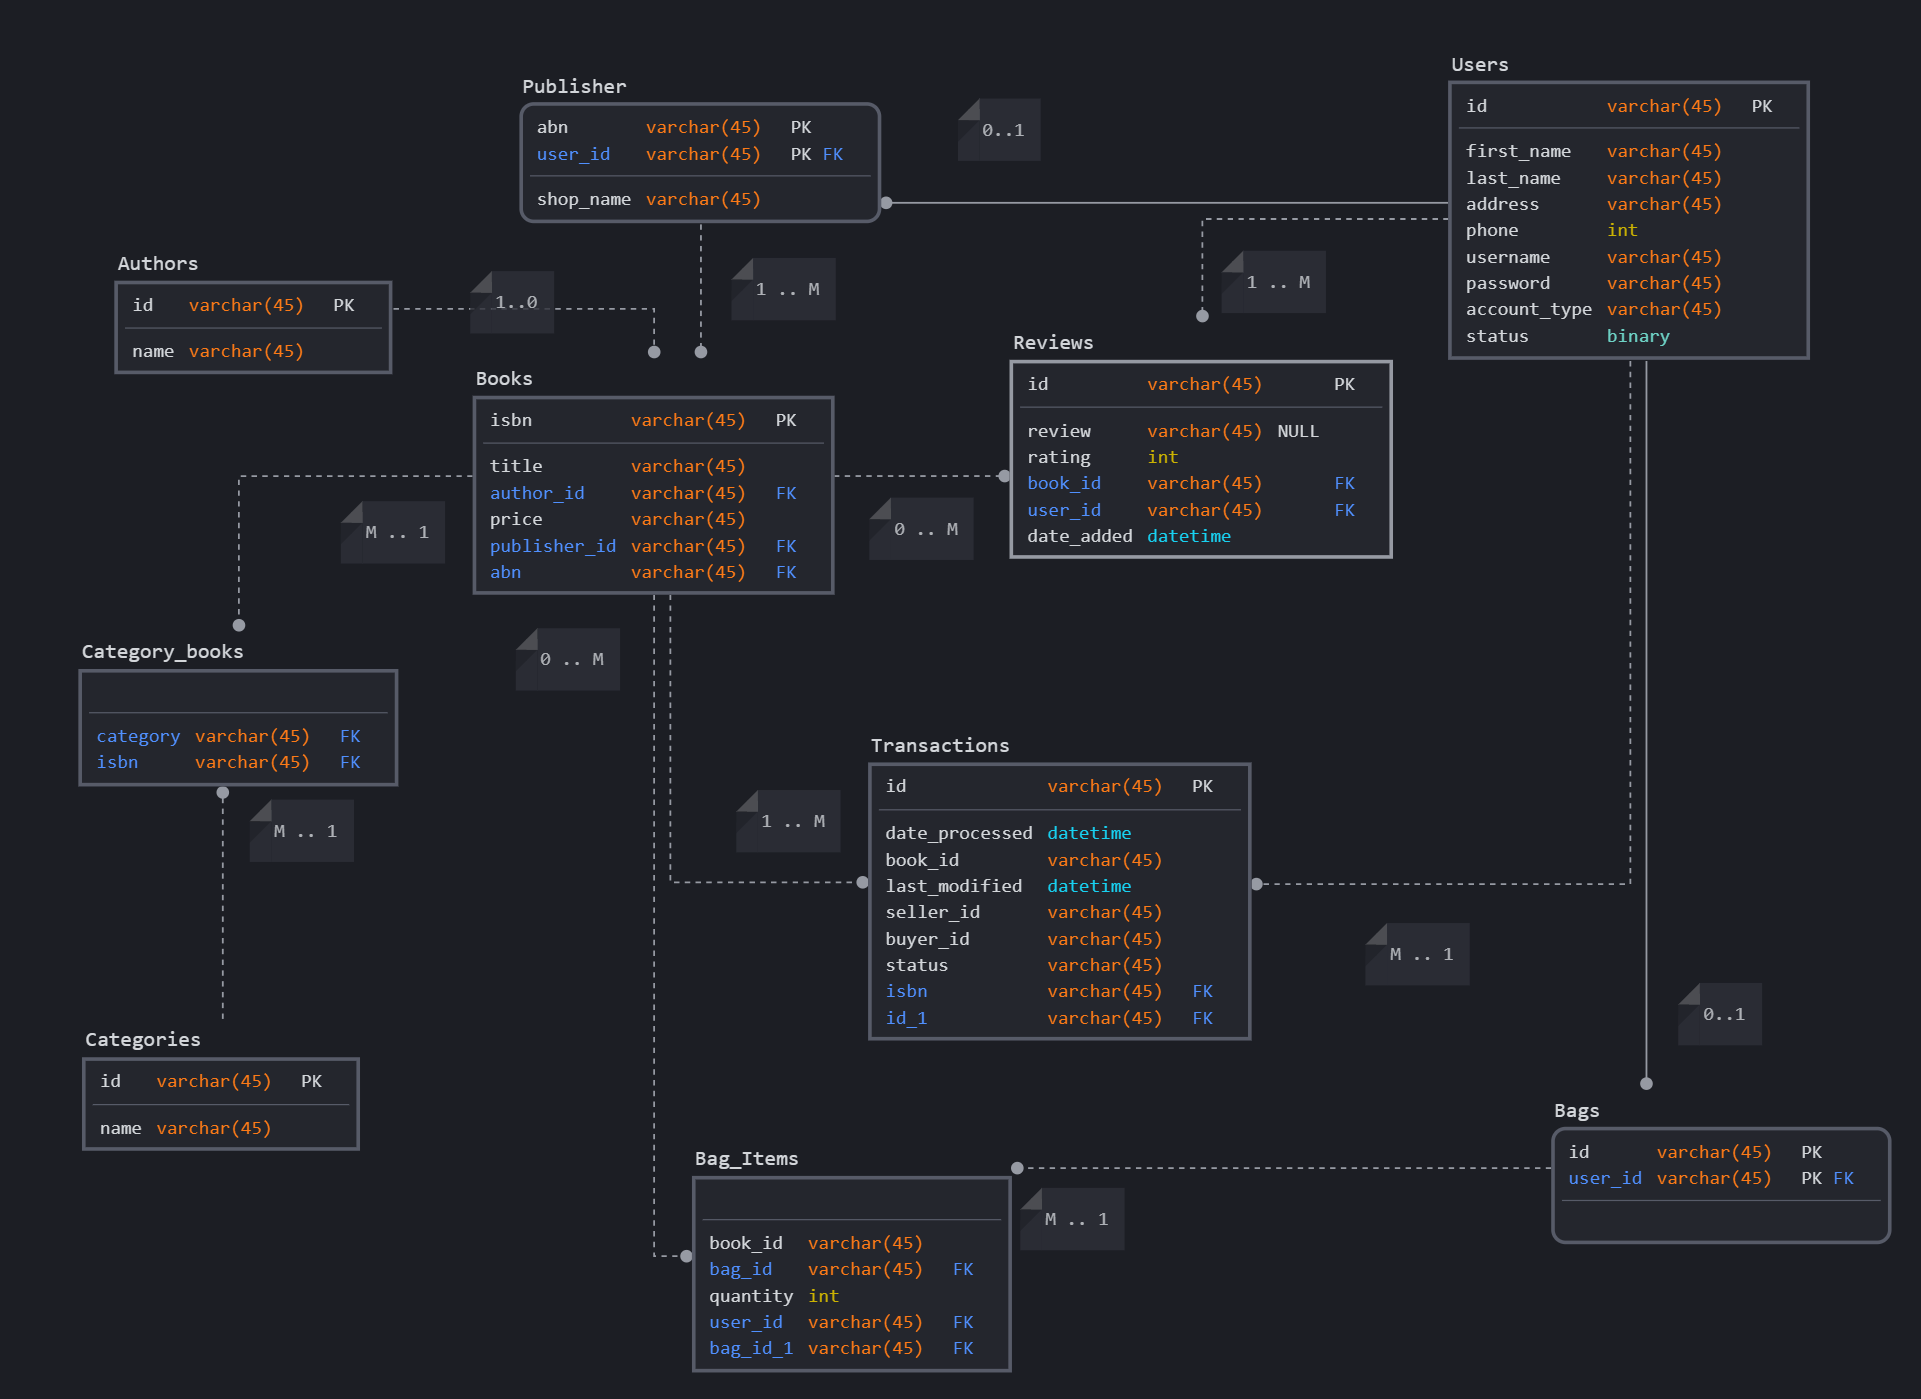 Publisher
abn varchar(45) PK
user_id varchar(45) PK FK
shop_name varchar(45)
0..1
Users
id varchar(45) PK
first_name varchar(45)
last_name varchar(45)
address varchar(45)
phone int
username varchar(45)
password varchar(45)
account_type varchar(45)
status binary
Authors
id varchar(45) PK
name varchar(45)
1..0
1 .. M
1 .. M
Books
isbn varchar(45) PK
title varchar(45)
author_id varchar(45) FK
price varchar(45)
publisher_id varchar(45) FK
abn varchar(45) FK
Reviews
id varchar(45) PK
review varchar(45) NULL
rating int
book_id varchar(45) FK
user_id varchar(45) FK
date_added datetime
M .. 1
0 .. M
0 .. M
Category_books
category varchar(45) FK
isbn varchar(45) FK
M .. 1
1 .. M
Transactions
id varchar(45) PK
date_processed datetime
book_id varchar(45)
last_modified datetime
seller_id varchar(45)
buyer_id varchar(45)
status varchar(45)
isbn varchar(45) FK
id_1 varchar(45) FK
M .. 1
0..1
Categories
id varchar(45) PK
name varchar(45)
Bag_Items
book_id varchar(45)
bag_id varchar(45) FK
quantity int
user_id varchar(45) FK
bag_id_1 varchar(45) FK
M .. 1
Bags
id varchar(45) PK
user_id varchar(45) PK FK